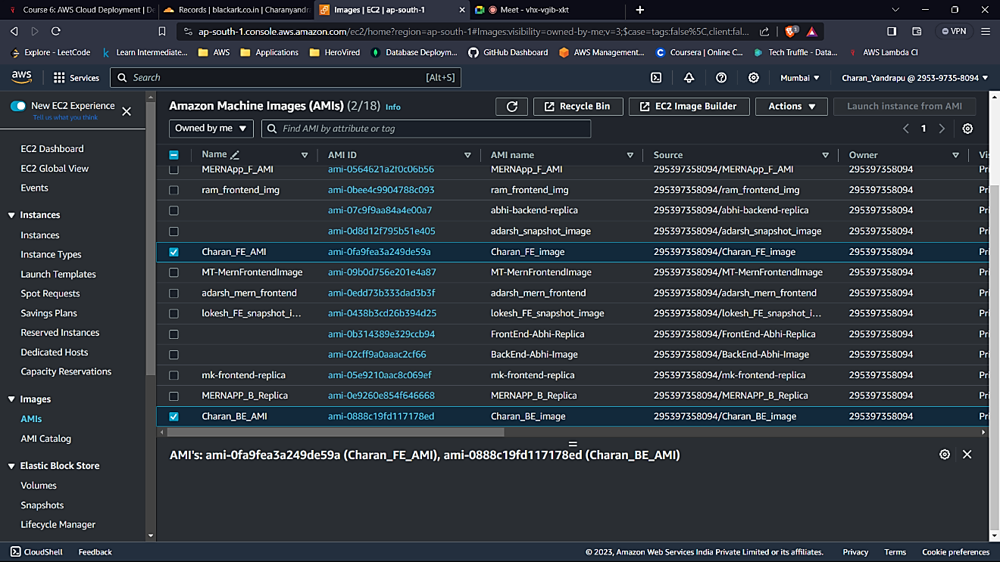 Course 6: AWS Cloud Deployment | De
Records | blackark.co.in | Charanyandra
Images | EC2 | ap-south-1
Meet - vhx-vgib-xkt
ap-south-1.console.aws.amazon.com/ec2/home?region=ap-south-1#Images:visibility=owned-by-me;v=3;$case=tags:false%5C,client:fal...
VPN
Explore - LeetCode
Learn Intermediate...
AWS
Applications
HeroVired
Database Deploym...
GitHub Dashboard
AWS Management...
Coursera | Online C...
Tech Truffle - Data...
AWS Lambda CI
aws
Services
Search
[Alt+S]
Mumbai
Charan_Yandrapu @ 2953-9735-8094
New EC2 Experience
Tell us what you think
EC2 Dashboard
EC2 Global View
Events
Instances
Instances
Instance Types
Launch Templates
Spot Requests
Savings Plans
Reserved Instances
Dedicated Hosts
Capacity Reservations
Images
AMIs
AMI Catalog
Elastic Block Store
Volumes
Snapshots
Lifecycle Manager
Amazon Machine Images (AMIs) (2/18) Info
Recycle Bin
EC2 Image Builder
Actions
Launch instance from AMI
Owned by me
Find AMI by attribute or tag
1
Name AMI ID AMI name Source Owner Vi
MERNApp_F_AMI ami-0564621a2f0c06b56 MERNApp_F_AMI 295397358094/MERNApp_F_AMI 295397358094 Pri
ram_frontend_img ami-0bee4c9904788c093 ram_frontend_img 295397358094/ram_frontend_img 295397358094 Pri
ami-07c9f9aa84a4e00a7 abhi-backend-replica 295397358094/abhi-backend-replica 295397358094 Pri
ami-0d8d12f795b51e405 adarsh_snapshot_image 295397358094/adarsh_snapshot_image 295397358094 Pri
Charan_FE_AMI ami-0fa9fea3a249de59a Charan_FE_image 295397358094/Charan_FE_image 295397358094 Pri
MT-MernFrontendImage ami-09b0d756e201e4a87 MT-MernFrontendImage 295397358094/MT-MernFrontendImage 295397358094 Pri
adarsh_mern_frontend ami-0edd73b333dad3b3f adarsh_mern_frontend 295397358094/adarsh_mern_frontend 295397358094 Pri
lokesh_FE_snapshot_i... ami-0438b3cd26b394d25 lokesh_FE_snapshot_image 295397358094/lokesh_FE_snapshot_i... 295397358094 Pri
ami-0b314389e329ccb94 FrontEnd-Abhi-Replica 295397358094/FrontEnd-Abhi-Replica 295397358094 Pri
ami-02cff9a0aaac2cf66 BackEnd-Abhi-Image 295397358094/BackEnd-Abhi-Image 295397358094 Pri
mk-frontend-replica ami-05e9210aac8c069ef mk-frontend-replica 295397358094/mk-frontend-replica 295397358094 Pri
MERNAPP_B_Replica ami-0e9260e854f646668 MERNAPP_B_Replica 295397358094/MERNAPP_B_Replica 295397358094 Pri
Charan_BE_AMI ami-0888c19fd117178ed Charan_BE_image 295397358094/Charan_BE_image 295397358094 Pri
AMI's: ami-0fa9fea3a249de59a (Charan_FE_AMI), ami-0888c19fd117178ed (Charan_BE_AMI)
CloudShell
Feedback
© 2023, Amazon Web Services India Private Limited or its affiliates.
Privacy
Terms
Cookie preferences